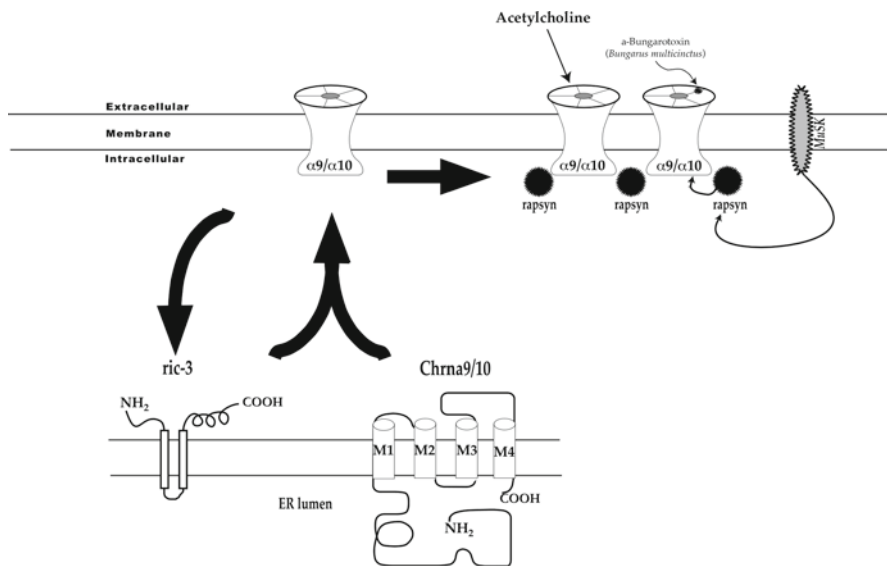 Acetylcholine
a-Bungarotoxin
(Bungarus multicinctus)
Extracellular
Membrane
Intracellular
MuSK
α9/α10
α9/α10
α9/α10
rapsyn
rapsyn
rapsyn
ric-3
Chrna9/10
NH2
COOH
M1
M2
M3
M4
ER lumen
COOH
NH2